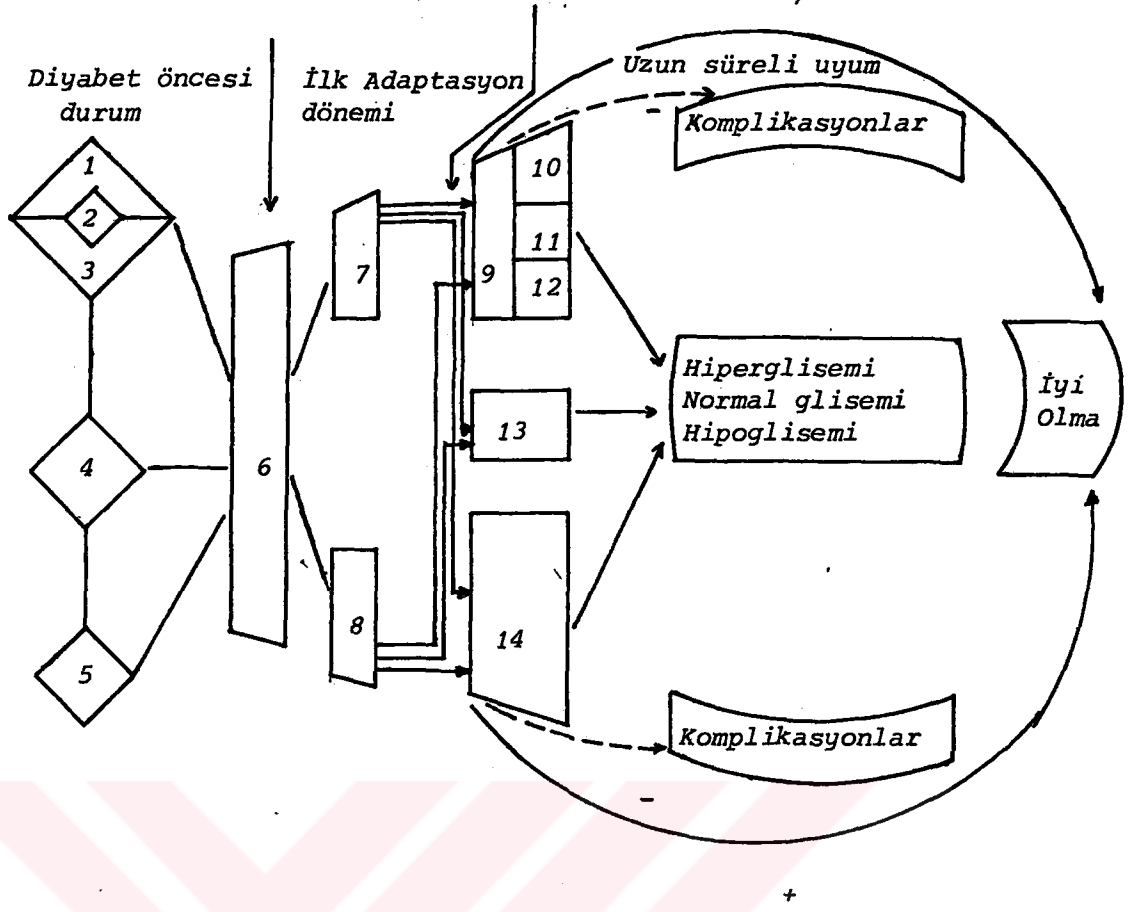 Diyabet öncesi
durum
İlk Adaptasyon
dönemi
Uzun süreli uyum
-
Komplikasyonlar
1
2
3
4
5
6
7
8
9
10
11
12
13
14
Hiperglisemi
Normal glisemi
Hipoglisemi
İyi
Olma
Komplikasyonlar
-
+